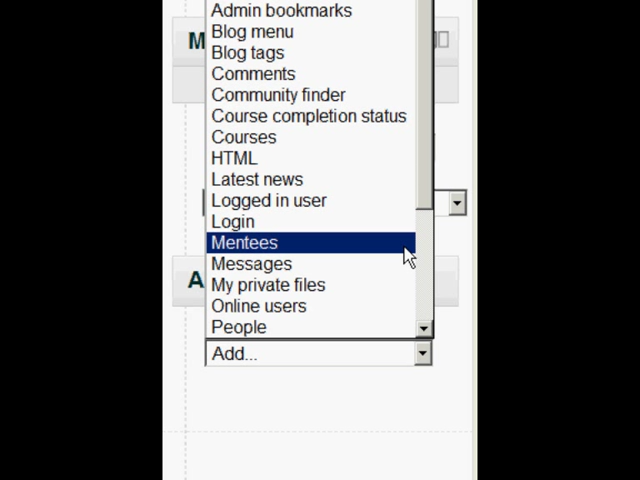 Admin bookmarks
M
Blog menu
Blog tags
Comments
Community finder
Course completion status
Courses
HTML
Latest news
Logged in user
Login
Mentees
Messages
A
My private files
Online users
People
Add...